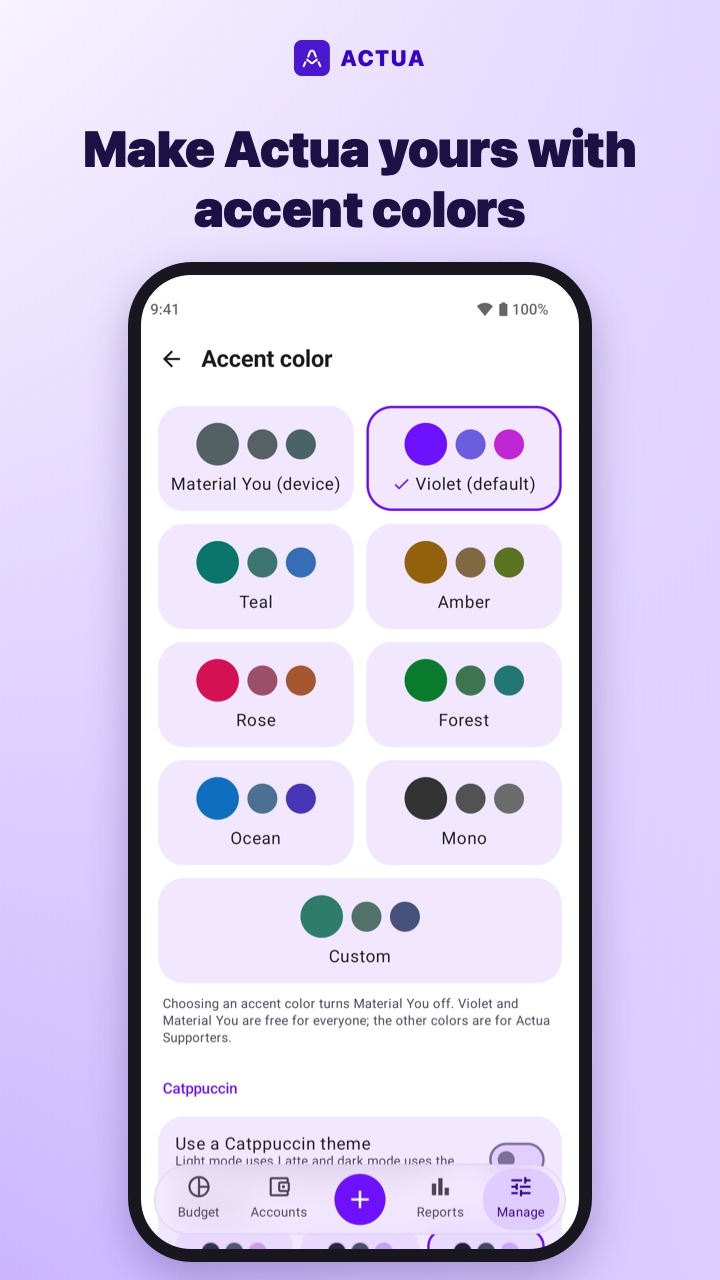 ACTUA
Make Actua yours with
accent colors
9:41
100%
Accent color
Material You (device)
Violet (default)
Teal
Amber
Rose
Forest
Ocean
Mono
Custom
Choosing an accent color turns Material You off. Violet and
Material You are free for everyone; the other colors are for Actua
Supporters.
Catppuccin
Use a Catppuccin theme
Light mode uses Latte and dark mode uses the
Budget
Accounts
Reports
Manage